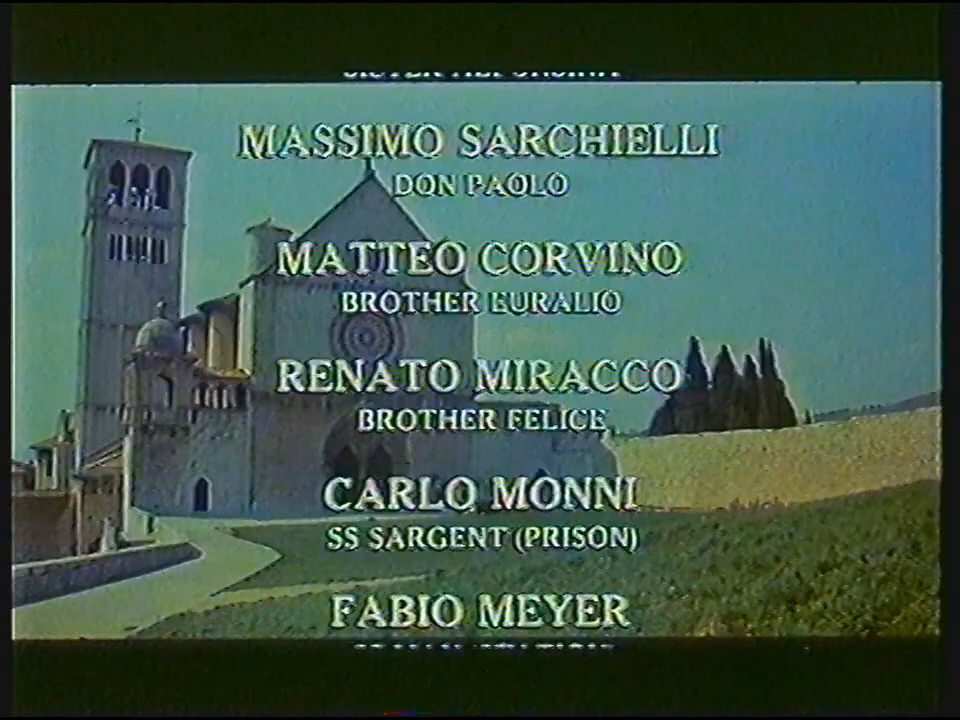 MASSIMO SARCHIELLI
DON PAOLO
MATTEO CORVINO
BROTHER EURALIO
RENATO MIRACCO
BROTHER FELICE
CARLO MONNI
SS SARGENT (PRISON)
FABIO MEYER